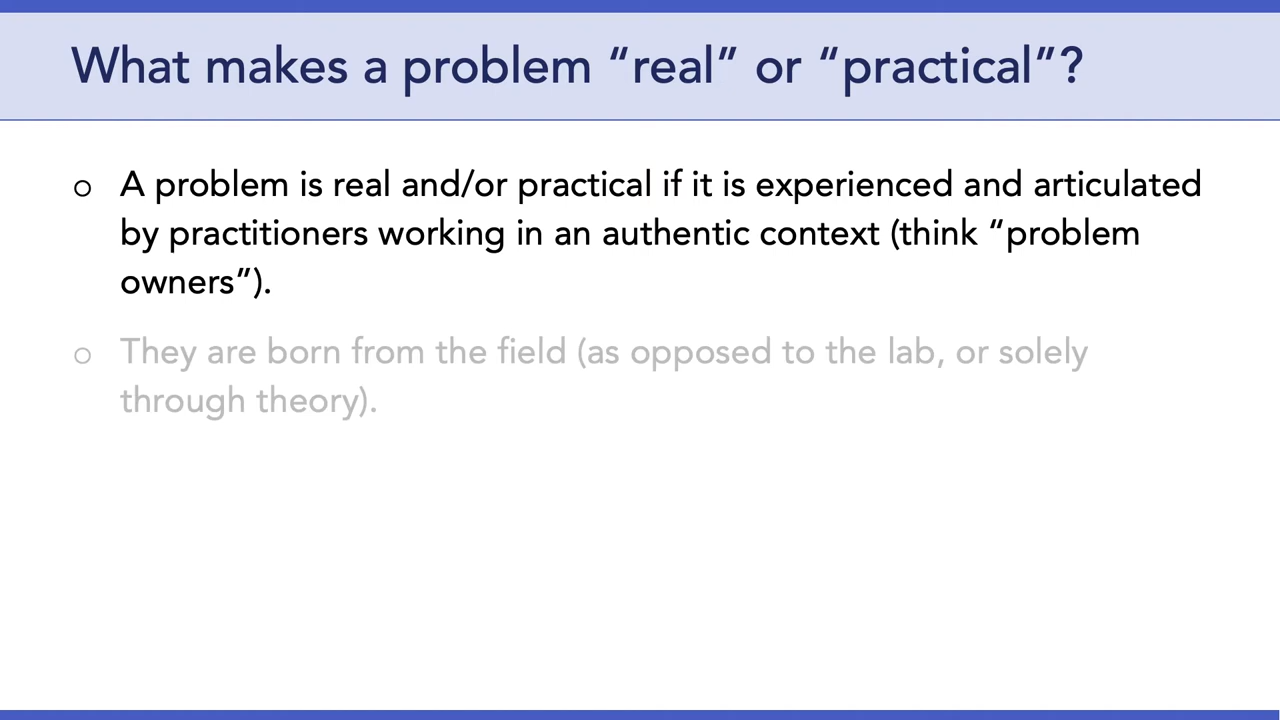 What makes a problem “real” or “practical”?
○ A problem is real and/or practical if it is experienced and articulated
by practitioners working in an authentic context (think “problem
owners”).
○ They are born from the field (as opposed to the lab, or solely
through theory).